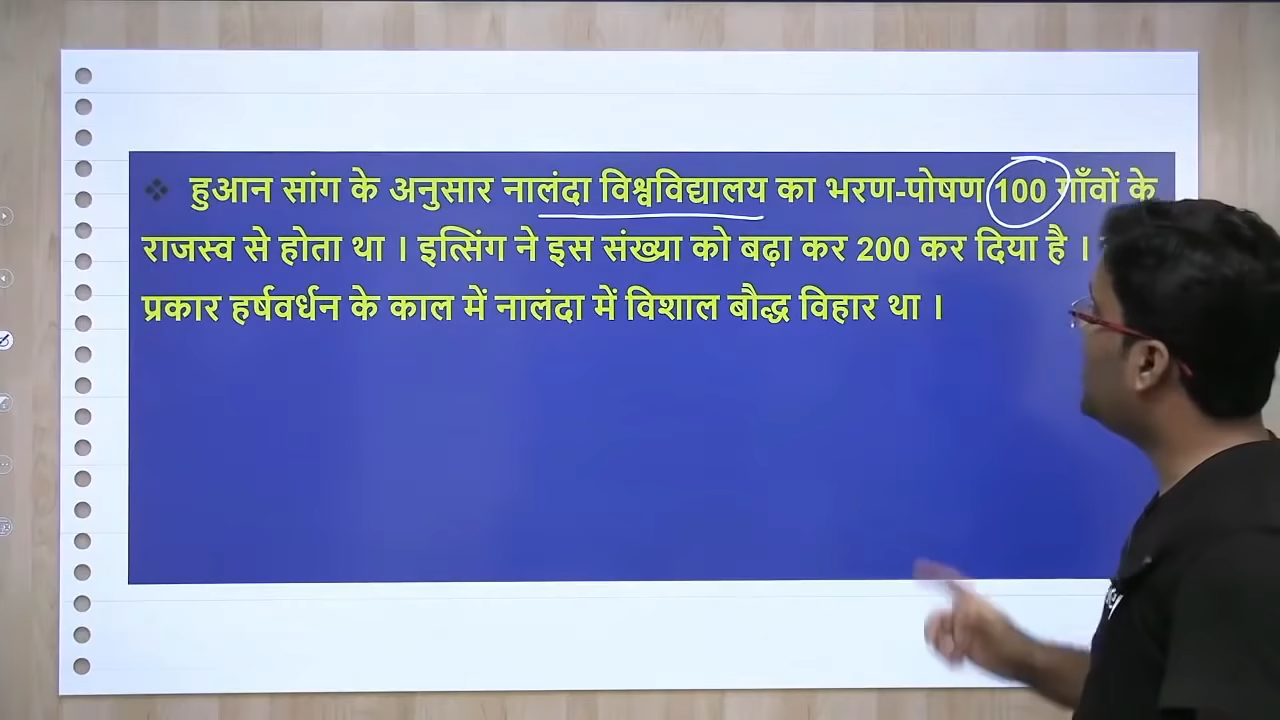 ❖ हुआन सांग के अनुसार नालंदा विश्वविद्यालय का भरण-पोषण 100 गाँवों के
राजस्व से होता था । इत्सिंग ने इस संख्या को बढ़ा कर 200 कर दिया है ।
प्रकार हर्षवर्धन के काल में नालंदा में विशाल बौद्ध विहार था ।